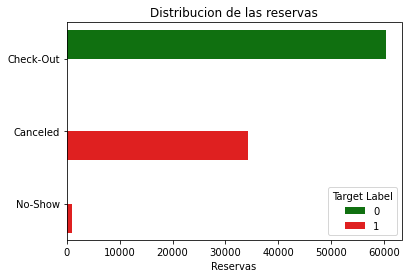 Distribucion de las reservas
Check-Out
Canceled
No-Show
0 10000 20000 30000 40000 50000 60000
Reservas
Target Label
0
1